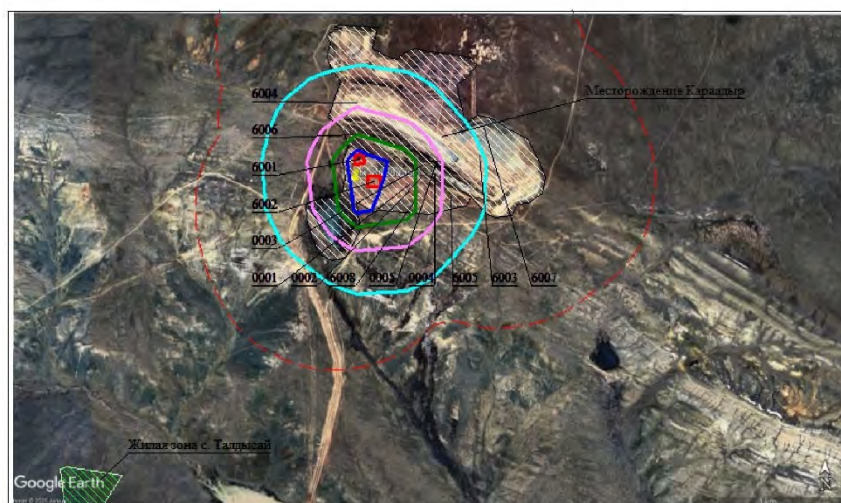 6004
Месторождение Караадыр
6006
6001
6002
0003
0001 0002 6008 0005 0004 6005 6003 6007
Жилая зона с. Талдысай
Google Earth